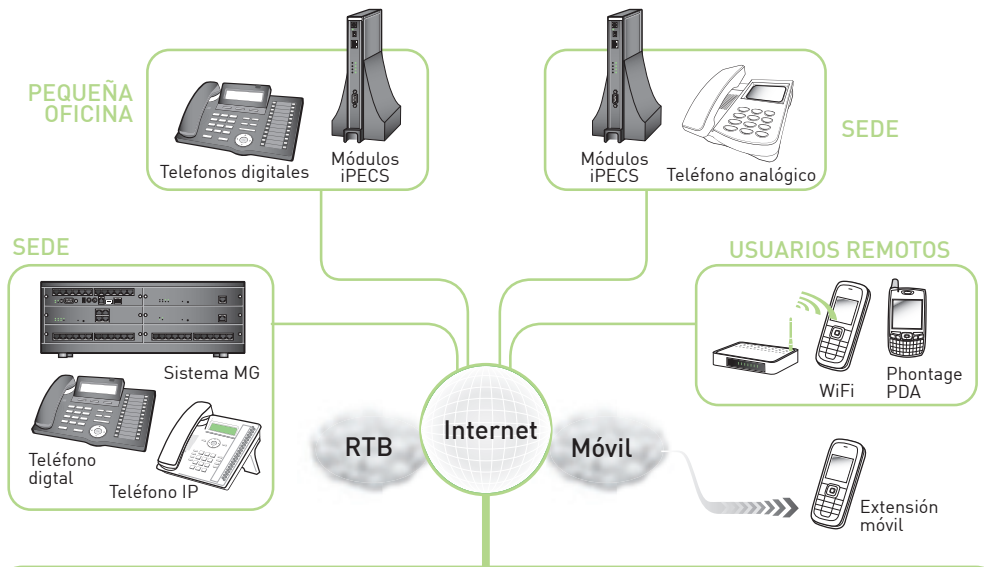 PEQUEÑA
OFICINA
Telefonos digitales
Módulos
iPECS
Módulos
iPECS
Teléfono analógico
SEDE
SEDE
Sistema MG
Teléfono
digtal
Teléfono IP
USUARIOS REMOTOS
WiFi
Phontage
PDA
RTB
Internet
Móvil
Extensión
móvil